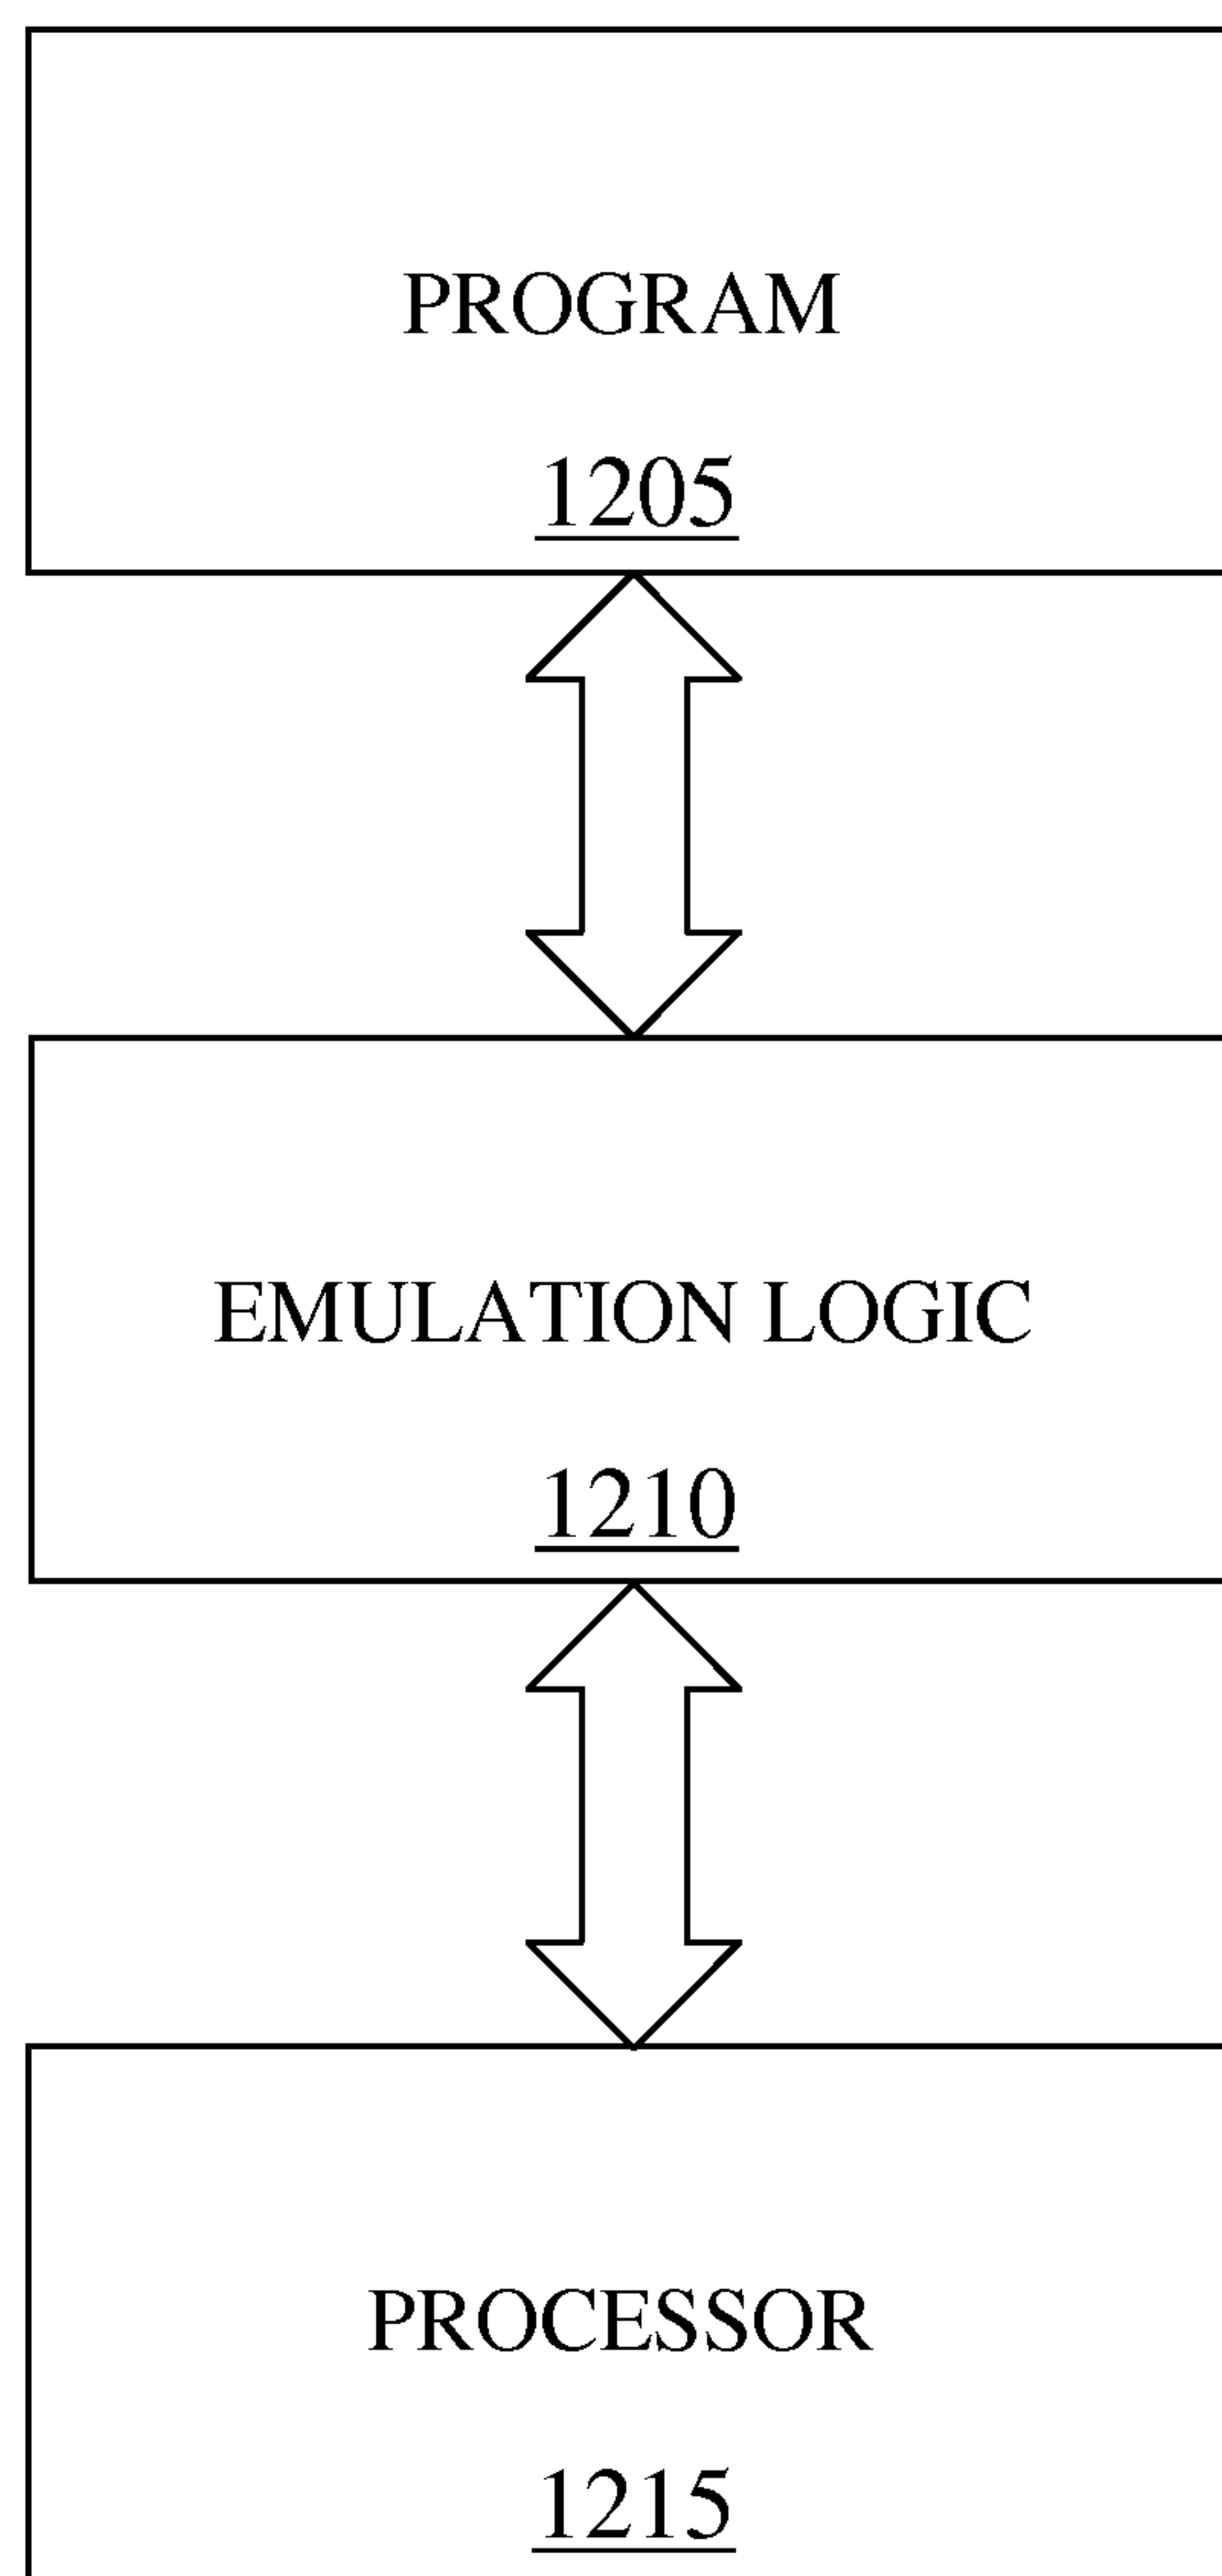 PROGRAM
1205
EMULATION LOGIC
1210
PROCESSOR
1215